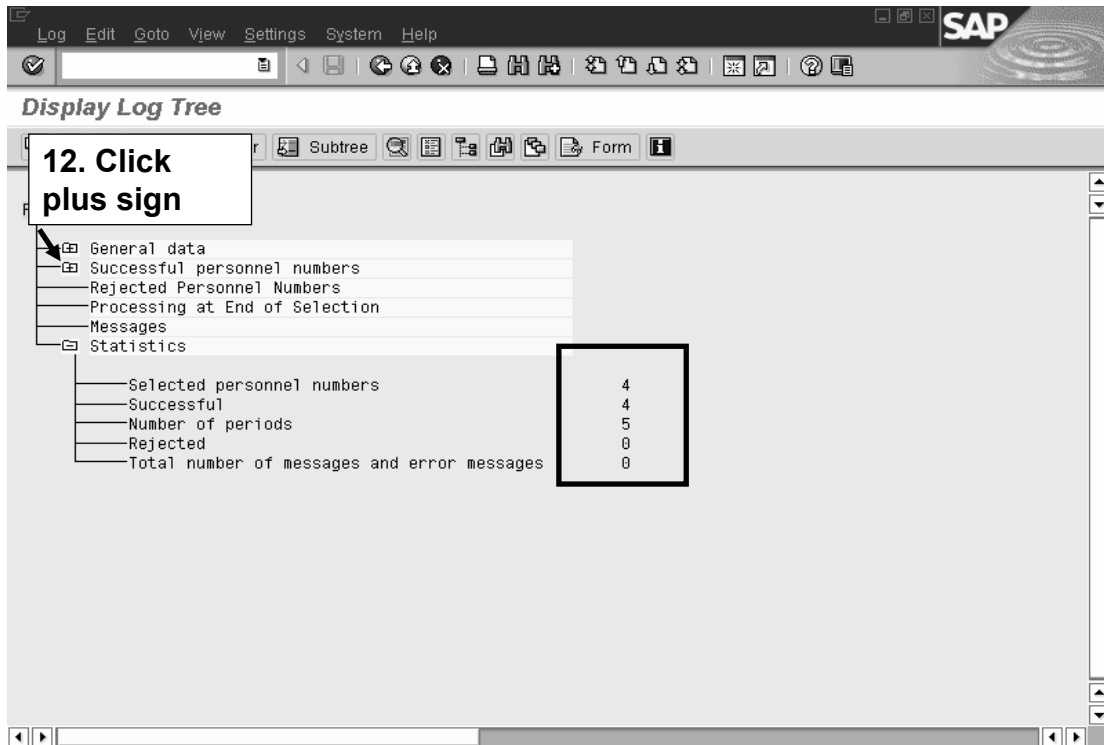 Log Edit Goto View Settings System Help
SAP
Display Log Tree
12. Click
plus sign
r Subtree Form
General data
Successful personnel numbers
Rejected Personnel Numbers
Processing at End of Selection
Messages
Statistics
Selected personnel numbers 4
Successful 4
Number of periods 5
Rejected 0
Total number of messages and error messages 0